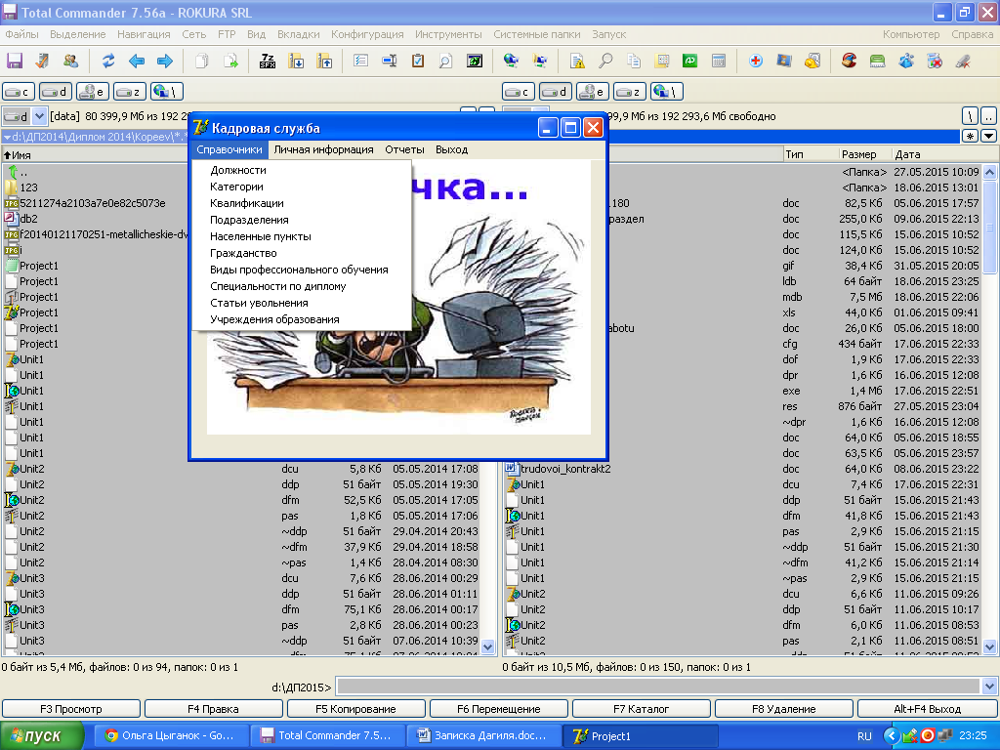 Total Commander 7.56a - ROKURA SRL
Файлы Выделение Навигация Сеть FTP Вид Вкладки Конфигурация Инструменты Системные папки Запуск Компьютер Справка
c d e z \ c d e z \
d [data] 80 399,9 Мб из 192 29 99,9 Мб из 192 293,6 Мб свободно \ ..
d:\ДП2014\Диплом 2014\Кореев\*.* * 
Имя Тип Размер Дата
.. <Папка> 27.05.2015 10:09
123 <Папка> 18.06.2015 13:01
5211274a2103a7e0e82c5073e .180 doc 82,5 Кб 05.06.2015 17:57
db2 раздел doc 255,0 Кб 09.06.2015 22:13
f20140121170251-metallicheskie-dv doc 115,5 Кб 15.06.2015 10:52
i doc 124,0 Кб 15.06.2015 10:52
Project1 gif 38,4 Кб 31.05.2015 20:05
Project1 ldb 64 байт 18.06.2015 23:25
Project1 mdb 7,5 Мб 18.06.2015 22:06
Project1 xls 44,0 Кб 01.06.2015 09:41
Project1 abotu doc 26,0 Кб 08.06.2015 18:00
Project1 cfg 434 байт 17.06.2015 22:33
Unit1 dof 1,9 Кб 17.06.2015 22:33
Unit1 dpr 1,6 Кб 16.06.2015 12:08
Unit1 exe 1,4 Мб 17.06.2015 22:51
Unit1 res 876 байт 27.05.2015 23:04
Unit1 ~dpr 1,6 Кб 16.06.2015 12:08
Unit1 doc 64,0 Кб 05.06.2015 18:55
Unit1 doc 63,5 Кб 05.06.2015 23:57
Unit2 dcu 5,8 Кб 05.05.2014 17:08 trudovoi_kontrakt2 doc 64,0 Кб 08.06.2015 23:22
Unit2 ddp 51 байт 05.05.2014 19:30 Unit1 dcu 7,4 Кб 17.06.2015 22:31
Unit2 dfm 52,5 Кб 05.05.2014 17:05 Unit1 ddp 51 байт 15.06.2015 21:43
Unit2 pas 1,8 Кб 05.05.2014 17:06 Unit1 dfm 41,8 Кб 15.06.2015 21:43
Unit2 ~ddp 51 байт 29.04.2014 20:43 Unit1 pas 2,9 Кб 15.06.2015 21:15
Unit2 ~dfm 37,9 Кб 29.04.2014 18:58 Unit1 ~ddp 51 байт 15.06.2015 21:30
Unit2 ~pas 1,4 Кб 28.04.2014 08:30 Unit1 ~dfm 41,2 Кб 15.06.2015 21:14
Unit3 dcu 7,6 Кб 28.06.2014 00:29 Unit1 ~pas 2,9 Кб 15.06.2015 21:15
Unit3 ddp 51 байт 28.06.2014 01:11 Unit2 dcu 6,6 Кб 11.06.2015 09:26
Unit3 dfm 75,1 Кб 28.06.2014 00:17 Unit2 ddp 51 байт 11.06.2015 10:17
Unit3 pas 2,8 Кб 28.06.2014 00:23 Unit2 dfm 6,0 Кб 11.06.2015 08:53
Unit3 ~ddp 51 байт 07.06.2014 10:39 Unit2 pas 2,1 Кб 11.06.2015 08:51
0 байт из 5,4 Мб, файлов: 0 из 94, папок: 0 из 1 0 байт из 10,5 Мб, файлов: 0 из 150, папок: 0 из 1
d:\ДП2015>
F3 Просмотр F4 Правка F5 Копирование F6 Перемещение F7 Каталог F8 Удаление Alt+F4 Выход
Кадровая служба
Справочники Личная информация Отчеты Выход
Должности
Категории
Квалификации
Подразделения
Населенные пункты
Гражданство
Виды профессионального обучения
Специальности по диплому
Статьи увольнения
Учреждения образования
чка...
пуск Ольга Цыганок - Go... Total Commander 7.5... Записка Дагиля.doc... Project1 RU 23:25